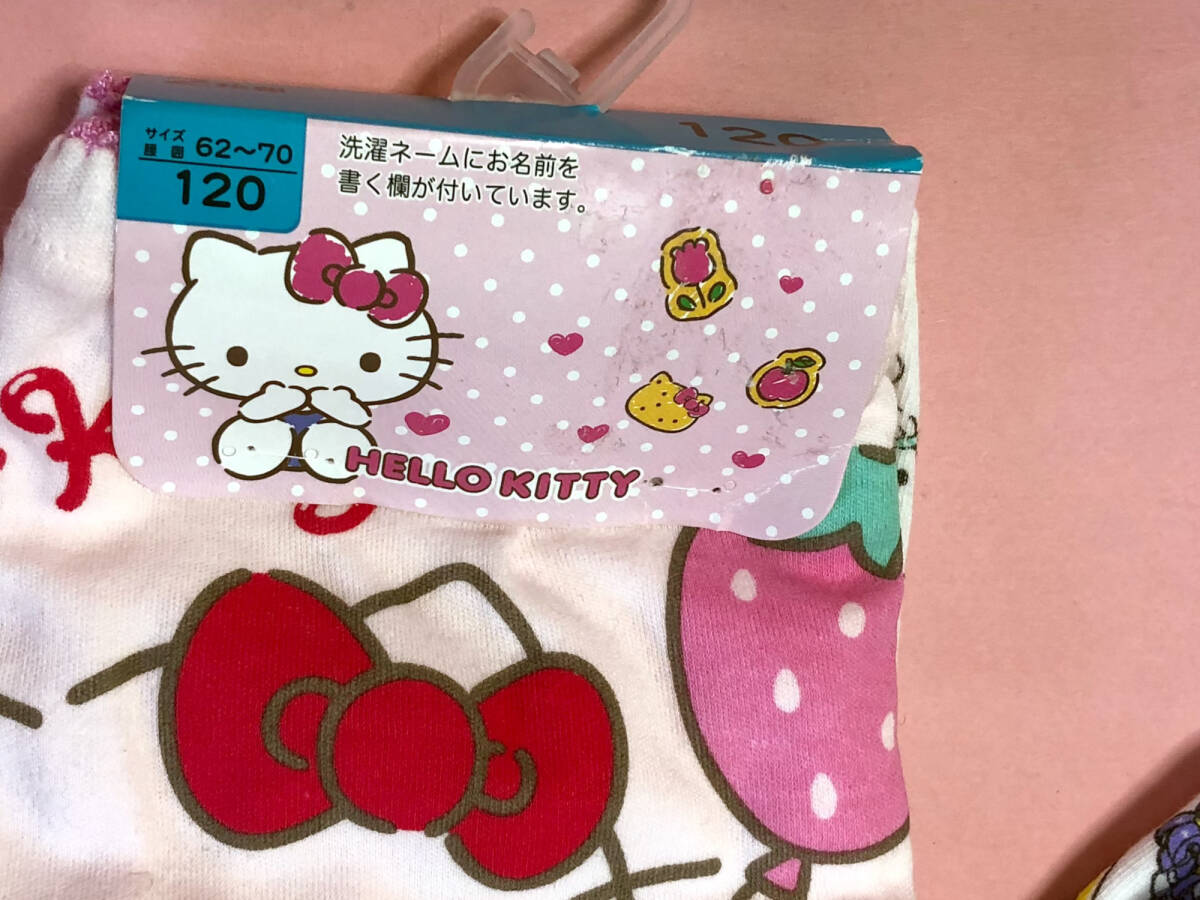 120
サイズ
腰囲 62～70
120
洗濯ネームにお名前を
書く欄が付いています。
HELLO KITTY